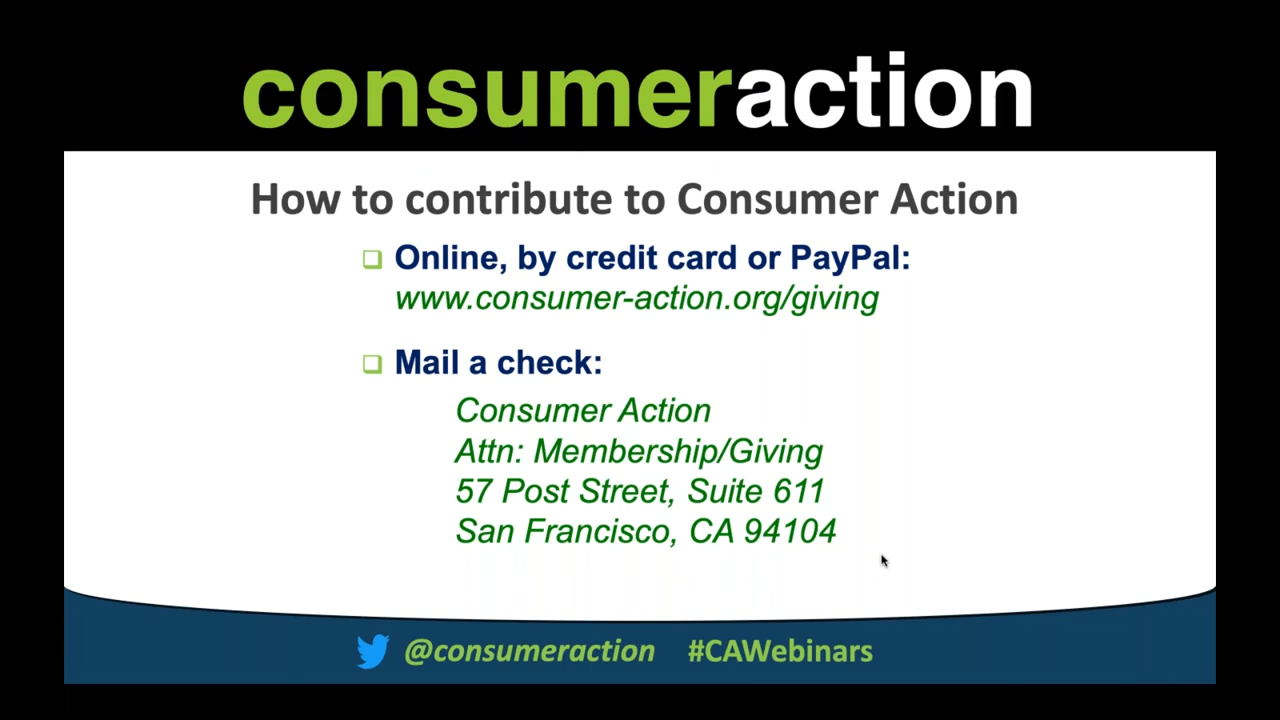 consumeraction
How to contribute to Consumer Action
Online, by credit card or PayPal:
www.consumer-action.org/giving
Mail a check:
Consumer Action
Attn: Membership/Giving
57 Post Street, Suite 611
San Francisco, CA 94104
@consumeraction #CAWebinars